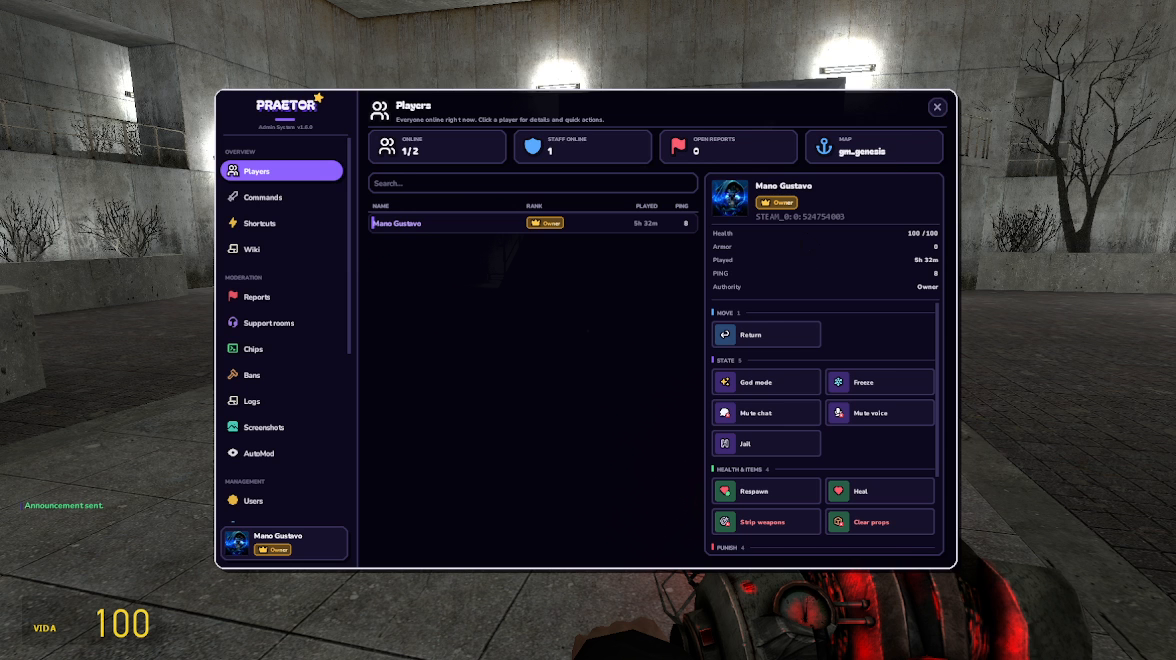 PRAETOR
Admin System v1.6.0
OVERVIEW
Players
Commands
Shortcuts
Wiki
MODERATION
Reports
Support rooms
Chips
Bans
Logs
Screenshots
AutoMod
MANAGEMENT
Users
Mano Gustavo
Owner
Players
Everyone online right now. Click a player for details and quick actions.
ONLINE
1/2
STAFF ONLINE
1
OPEN REPORTS
0
MAP
gm_genesis
Search...
NAME RANK PLAYED PING
Mano Gustavo Owner 5h 32m 8
Mano Gustavo
Owner
STEAM_0:0:524754003
Health 100 / 100
Armor 0
Played 5h 32m
PING 8
Authority Owner
MOVE 1
Return
STATE 5
God mode Freeze
Mute chat Mute voice
Jail
HEALTH & ITEMS 4
Respawn Heal
Strip weapons Clear props
PUNISH 4
Announcement sent.
VIDA 100